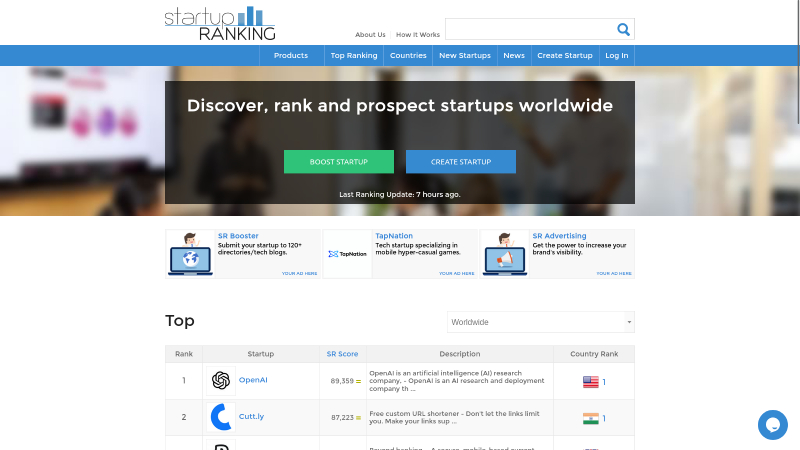 startup
RANKING
About Us
How It Works
Products
Top Ranking
Countries
New Startups
News
Create Startup
Log In
Discover, rank and prospect startups worldwide
BOOST STARTUP
CREATE STARTUP
Last Ranking Update: 7 hours ago.
SR Booster
Submit your startup to 120+
directories/tech blogs.
YOUR AD HERE
TapNation
TapNation
Tech startup specializing in
mobile hyper-casual games.
YOUR AD HERE
SR Advertising
Get the power to increase your
brand's visibility.
YOUR AD HERE
Top
Worldwide
Rank
Startup
SR Score
Description
Country Rank
1
OpenAI
89,359
OpenAI is an artificial intelligence (AI) research
company. - OpenAI is an AI research and deployment
company th ...
1
2
Cutt.ly
87,223
Free custom URL shortener - Don't let the links limit
you. Make your links sup ...
1